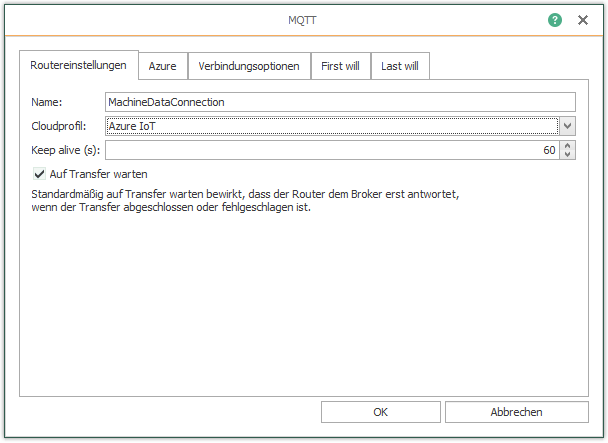 MQTT
?
Routereinstellungen Azure Verbindungsoptionen First will Last will
Name: MachineDataConnection
Cloudprofil: Azure IoT
Keep alive (s): 60
Auf Transfer warten
Standardmäßig auf Transfer warten bewirkt, dass der Router dem Broker erst antwortet,
wenn der Transfer abgeschlossen oder fehlgeschlagen ist.
OK Abbrechen